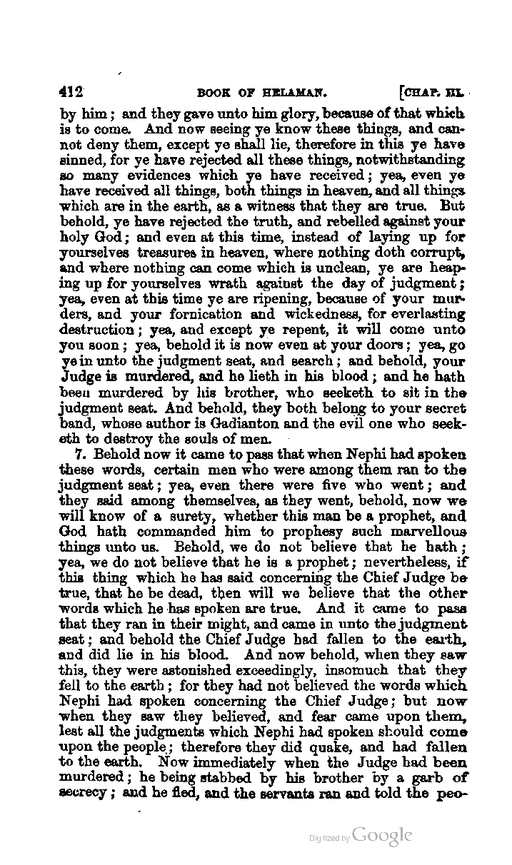 412 BOOK OF HELAMAN. [CHAP. III.
by him; and they gave unto him glory, because of that which
is to come. And now seeing ye know these things, and can-
not deny them, except ye shall lie, therefore in this ye have
sinned, for ye have rejected all these things, notwithstanding
so many evidences which ye have received; yea, even ye
have received all things, both things in heaven, and all things
which are in the earth, as a witness that they are true. But
behold, ye have rejected the truth, and rebelled against your
holy God; and even at this time, instead of laying up for
yourselves treasures in heaven, where nothing doth corrupt,
and where nothing can come which is unclean, ye are heap-
ing up for yourselves wrath against the day of judgment;
yea, even at this time ye are ripening, because of your mur-
ders, and your fornication and wickedness, for everlasting
destruction; yea, and except ye repent, it will come unto
you soon; yea, behold it is now even at your doors; yea, go
ye in unto the judgment seat, and search; and behold, your
Judge is murdered, and he lieth in his blood; and he hath
been murdered by his brother, who seeketh to sit in the
judgment seat. And behold, they both belong to your secret
band, whose author is Gadianton and the evil one who seek-
eth to destroy the souls of men.
7. Behold now it came to pass that when Nephi had spoken
these words, certain men who were among them ran to the
judgment seat; yea, even there were five who went; and
they said among themselves, as they went, behold, now we
will know of a surety, whether this man be a prophet, and
God hath commanded him to prophesy such marvellous
things unto us. Behold, we do not believe that he hath;
yea, we do not believe that he is a prophet; nevertheless, if
this thing which he has said concerning the Chief Judge be
true, that he be dead, then will we believe that the other
words which he has spoken are true. And it came to pass
that they ran in their might, and came in unto the judgment
seat; and behold the Chief Judge had fallen to the earth,
and did lie in his blood. And now behold, when they saw
this, they were astonished exceedingly, insomuch that they
fell to the earth; for they had not believed the words which
Nephi had spoken concerning the Chief Judge; but now
when they saw they believed, and fear came upon them,
lest all the judgments which Nephi had spoken should come
upon the people; therefore they did quake, and had fallen
to the earth. Now immediately when the Judge had been
murdered; he being stabbed by his brother by a garb of
secrecy; and he fled, and the servants ran and told the peo-
Digitized by Google